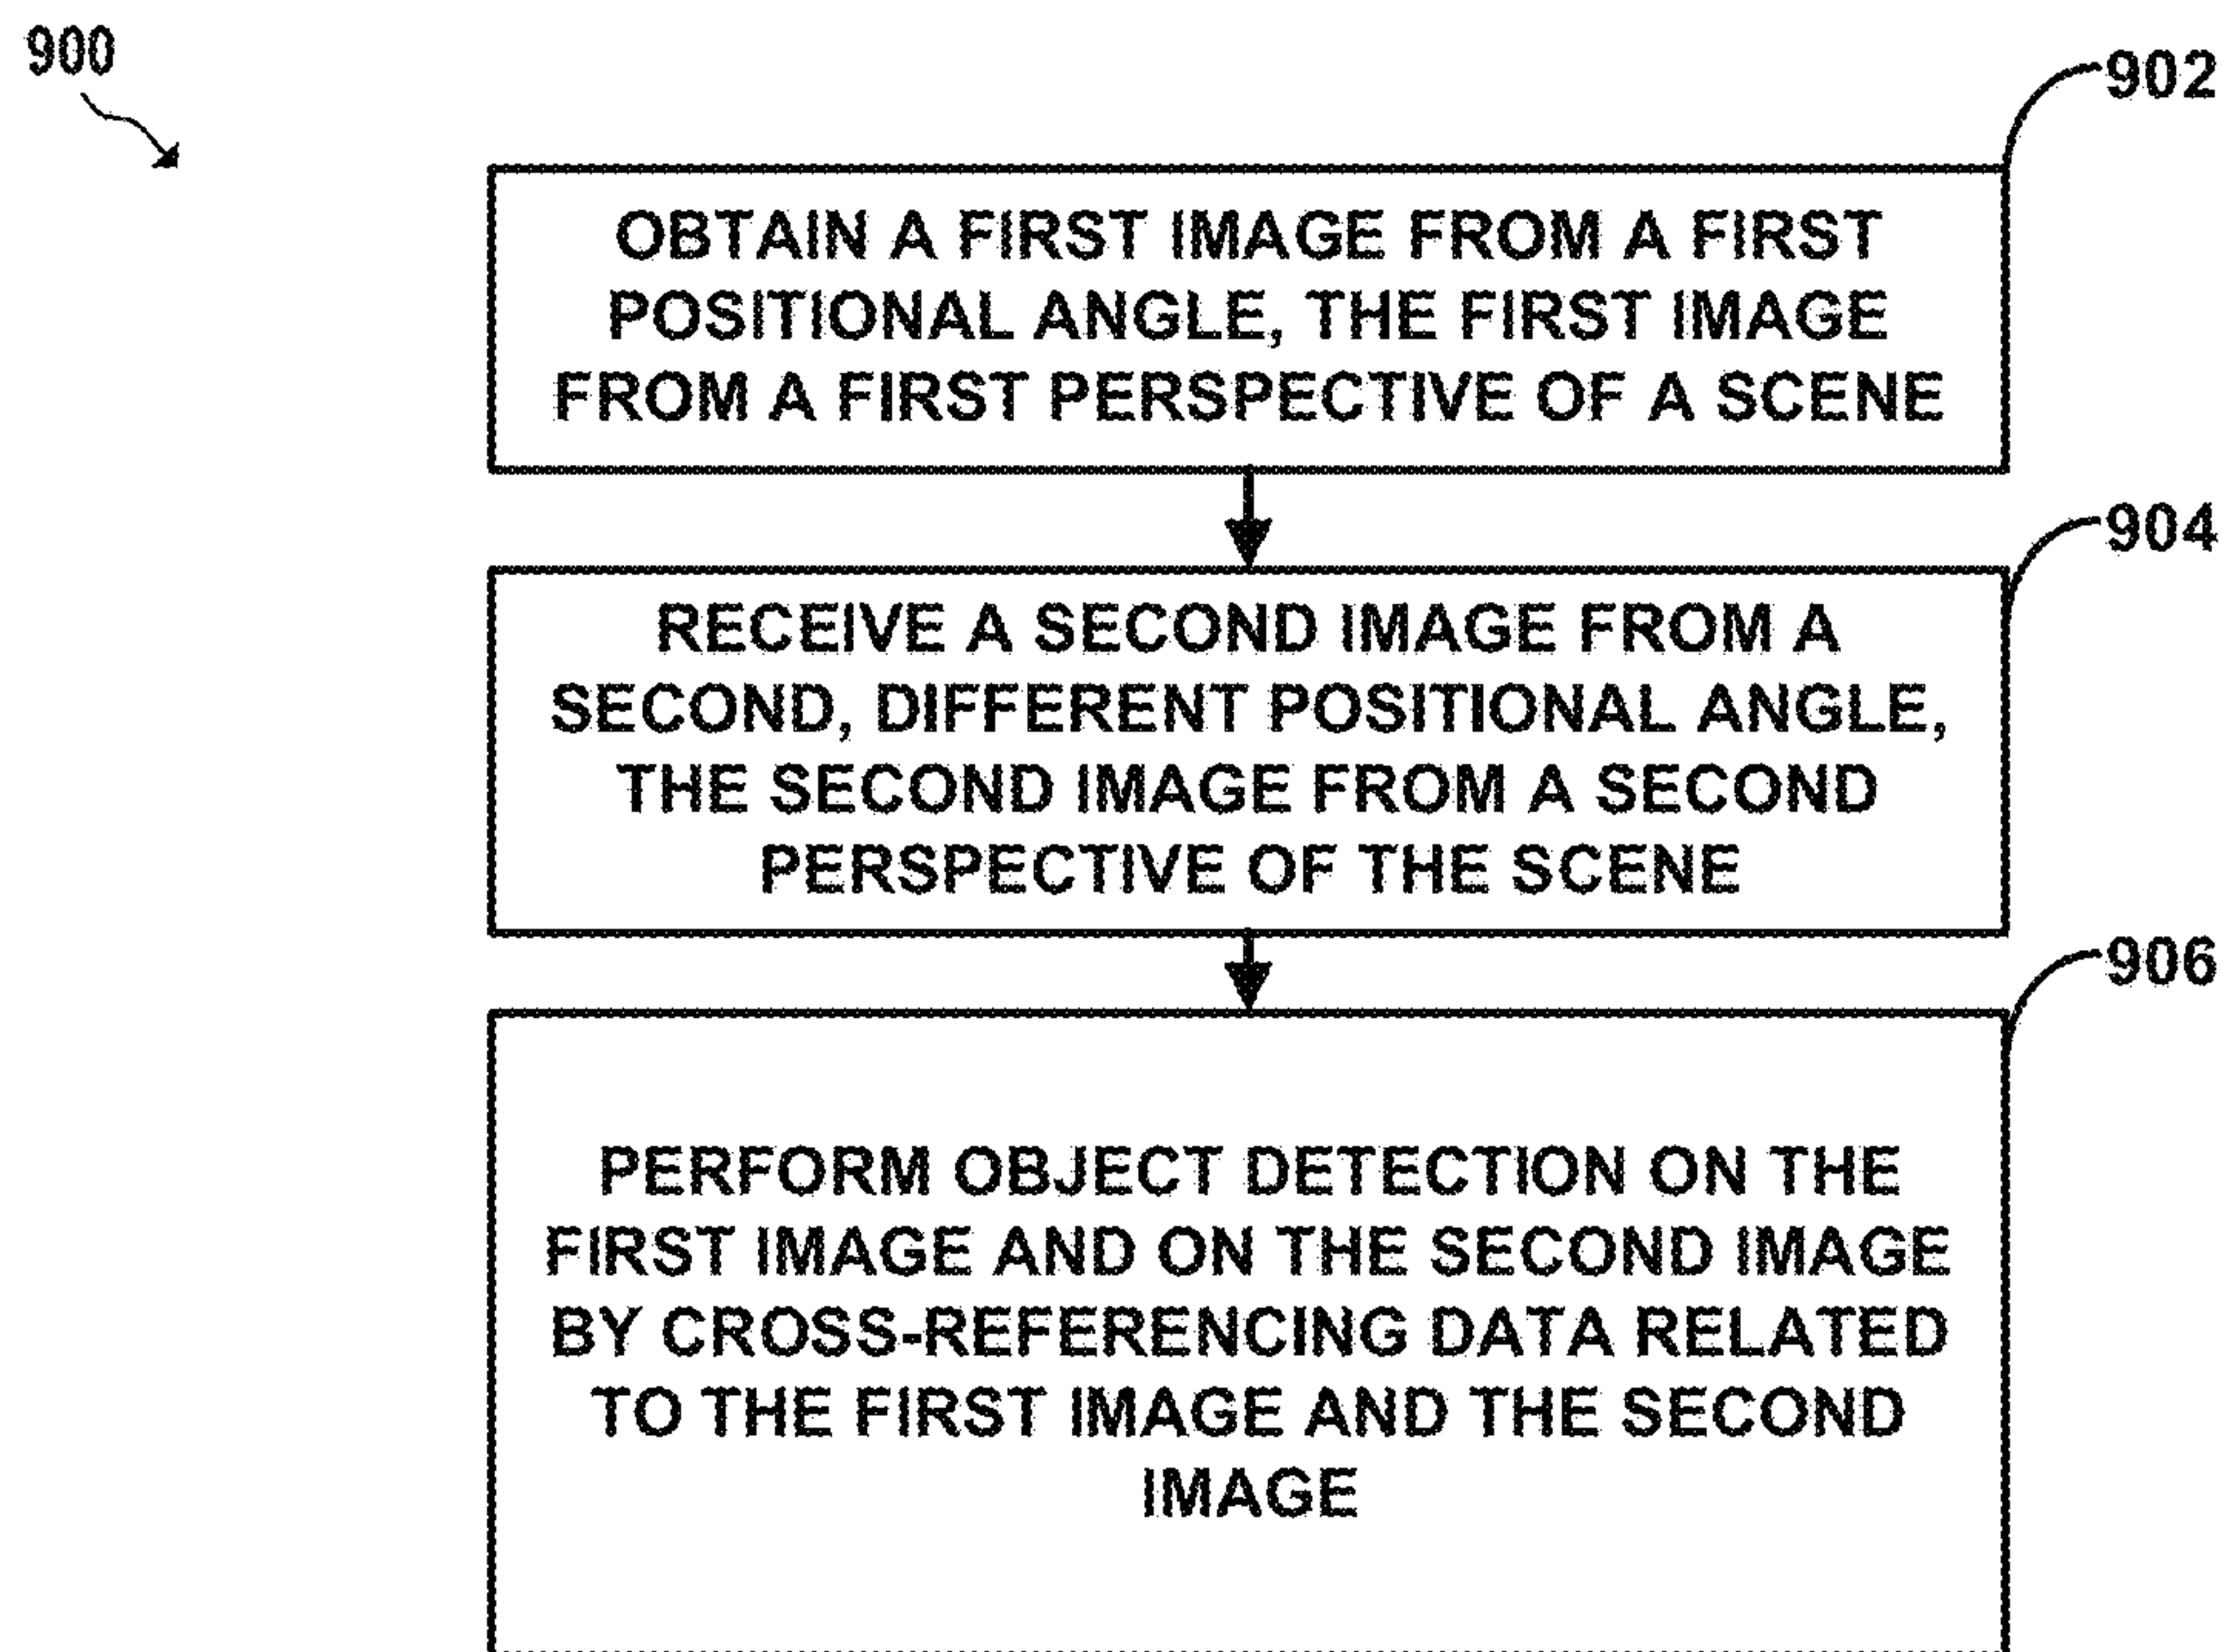 900
902
OBTAIN A FIRST IMAGE FROM A FIRST
POSITIONAL ANGLE, THE FIRST IMAGE
FROM A FIRST PERSPECTIVE OF A SCENE
904
RECEIVE A SECOND IMAGE FROM A
SECOND, DIFFERENT POSITIONAL ANGLE,
THE SECOND IMAGE FROM A SECOND
PERSPECTIVE OF THE SCENE
906
PERFORM OBJECT DETECTION ON THE
FIRST IMAGE AND ON THE SECOND IMAGE
BY CROSS-REFERENCING DATA RELATED
TO THE FIRST IMAGE AND THE SECOND
IMAGE